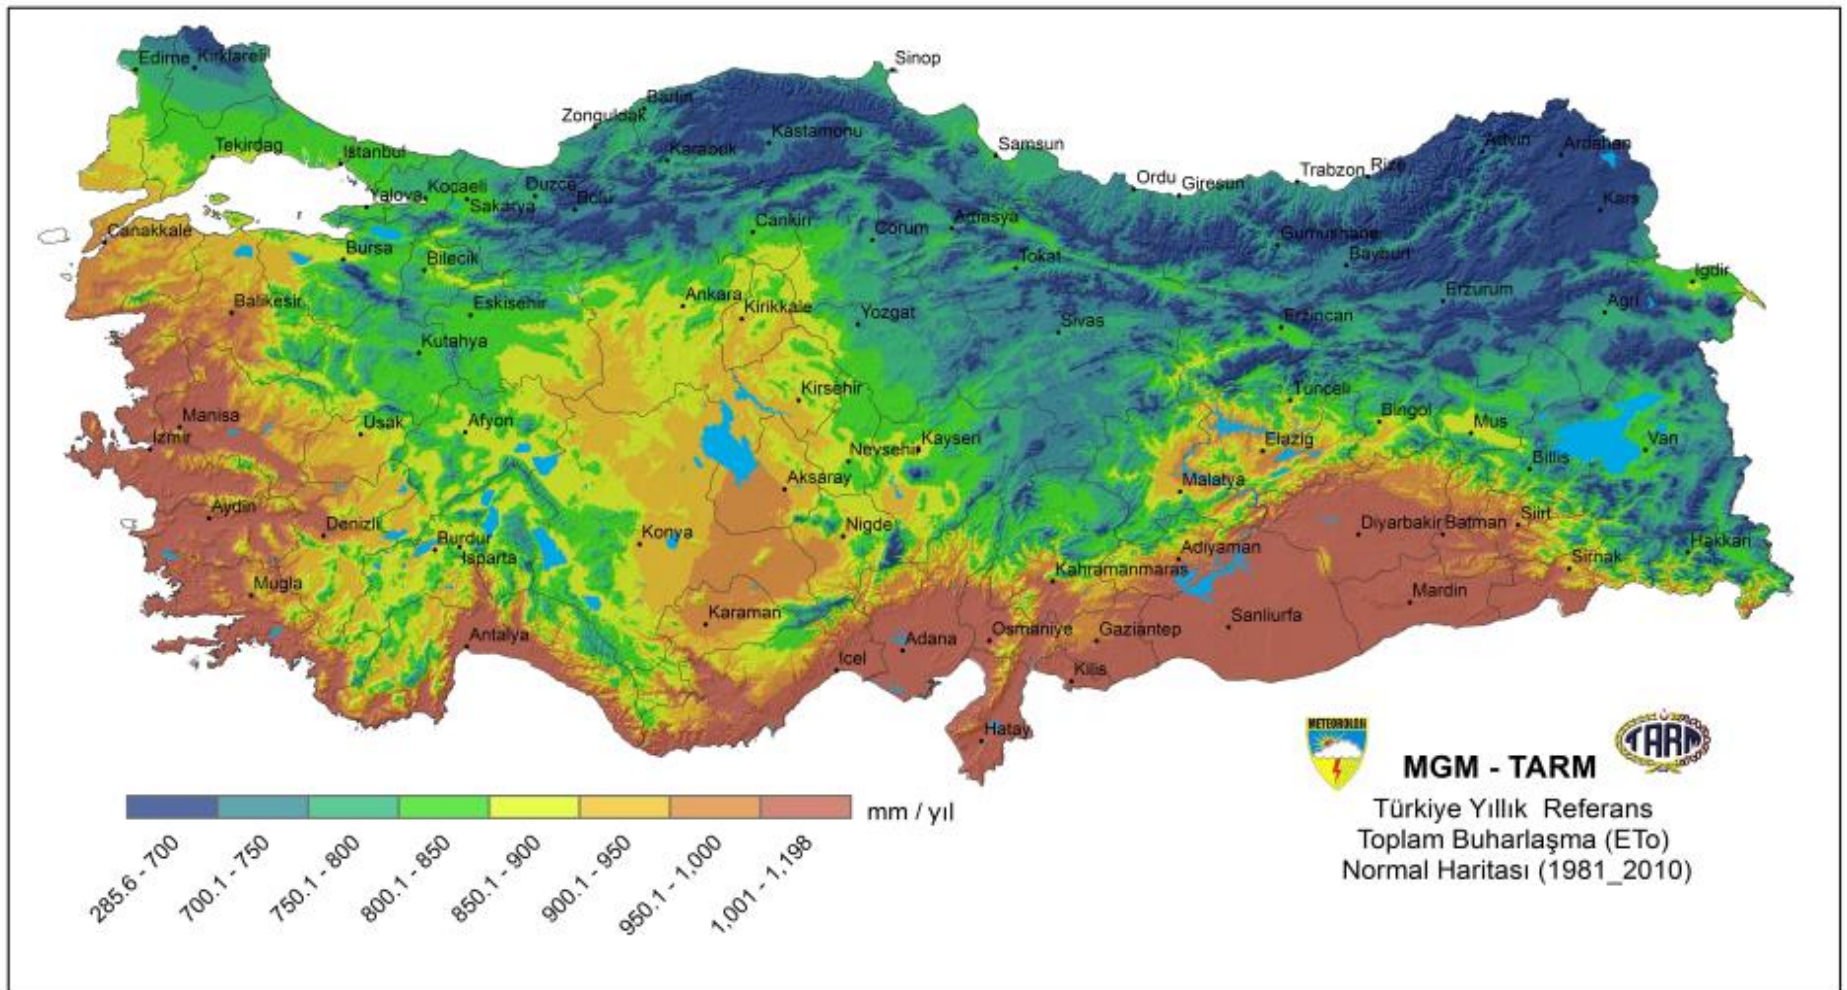 Sinop
Edirne
Kırklareli
Bartin
Zonguldak
Kastamonu
Karabuk
Samsun
Artvin
Ardahan
Tekirdag
Istanbul
Trabzon
Rize
Ordu
Giresun
Kars
Yalova
Kocaeli
Sakarya
Duzce
Bolu
Cankiri
Corum
Amasya
Gumushane
Bayburt
Canakkale
Bursa
Bilecik
Tokat
Igdir
Balikesir
Eskisehir
Ankara
Kirikkale
Yozgat
Sivas
Erzincan
Erzurum
Agri
Kutahya
Kirsehir
Tunceli
Bingol
Mus
Manisa
Izmir
Usak
Afyon
Nevsehir
Kayseri
Elazig
Van
Bitlis
Aksaray
Malatya
Aydin
Denizli
Burdur
Isparta
Konya
Nigde
Diyarbakir
Batman
Siirt
Adiyaman
Hakkari
Kahramanmaras
Sirnak
Mugla
Karaman
Mardin
Sanliurfa
Antalya
Adana
Osmaniye
Gaziantep
Icel
Kilis
Hatay
METEOROLOJİ
TARM
MGM - TARM
Türkiye Yıllık Referans
Toplam Buharlaşma (ETo)
Normal Haritası (1981_2010)
mm / yıl
285.6 - 700
700.1 - 750
750.1 - 800
800.1 - 850
850.1 - 900
900.1 - 950
950.1 - 1,000
1,001 - 1,198